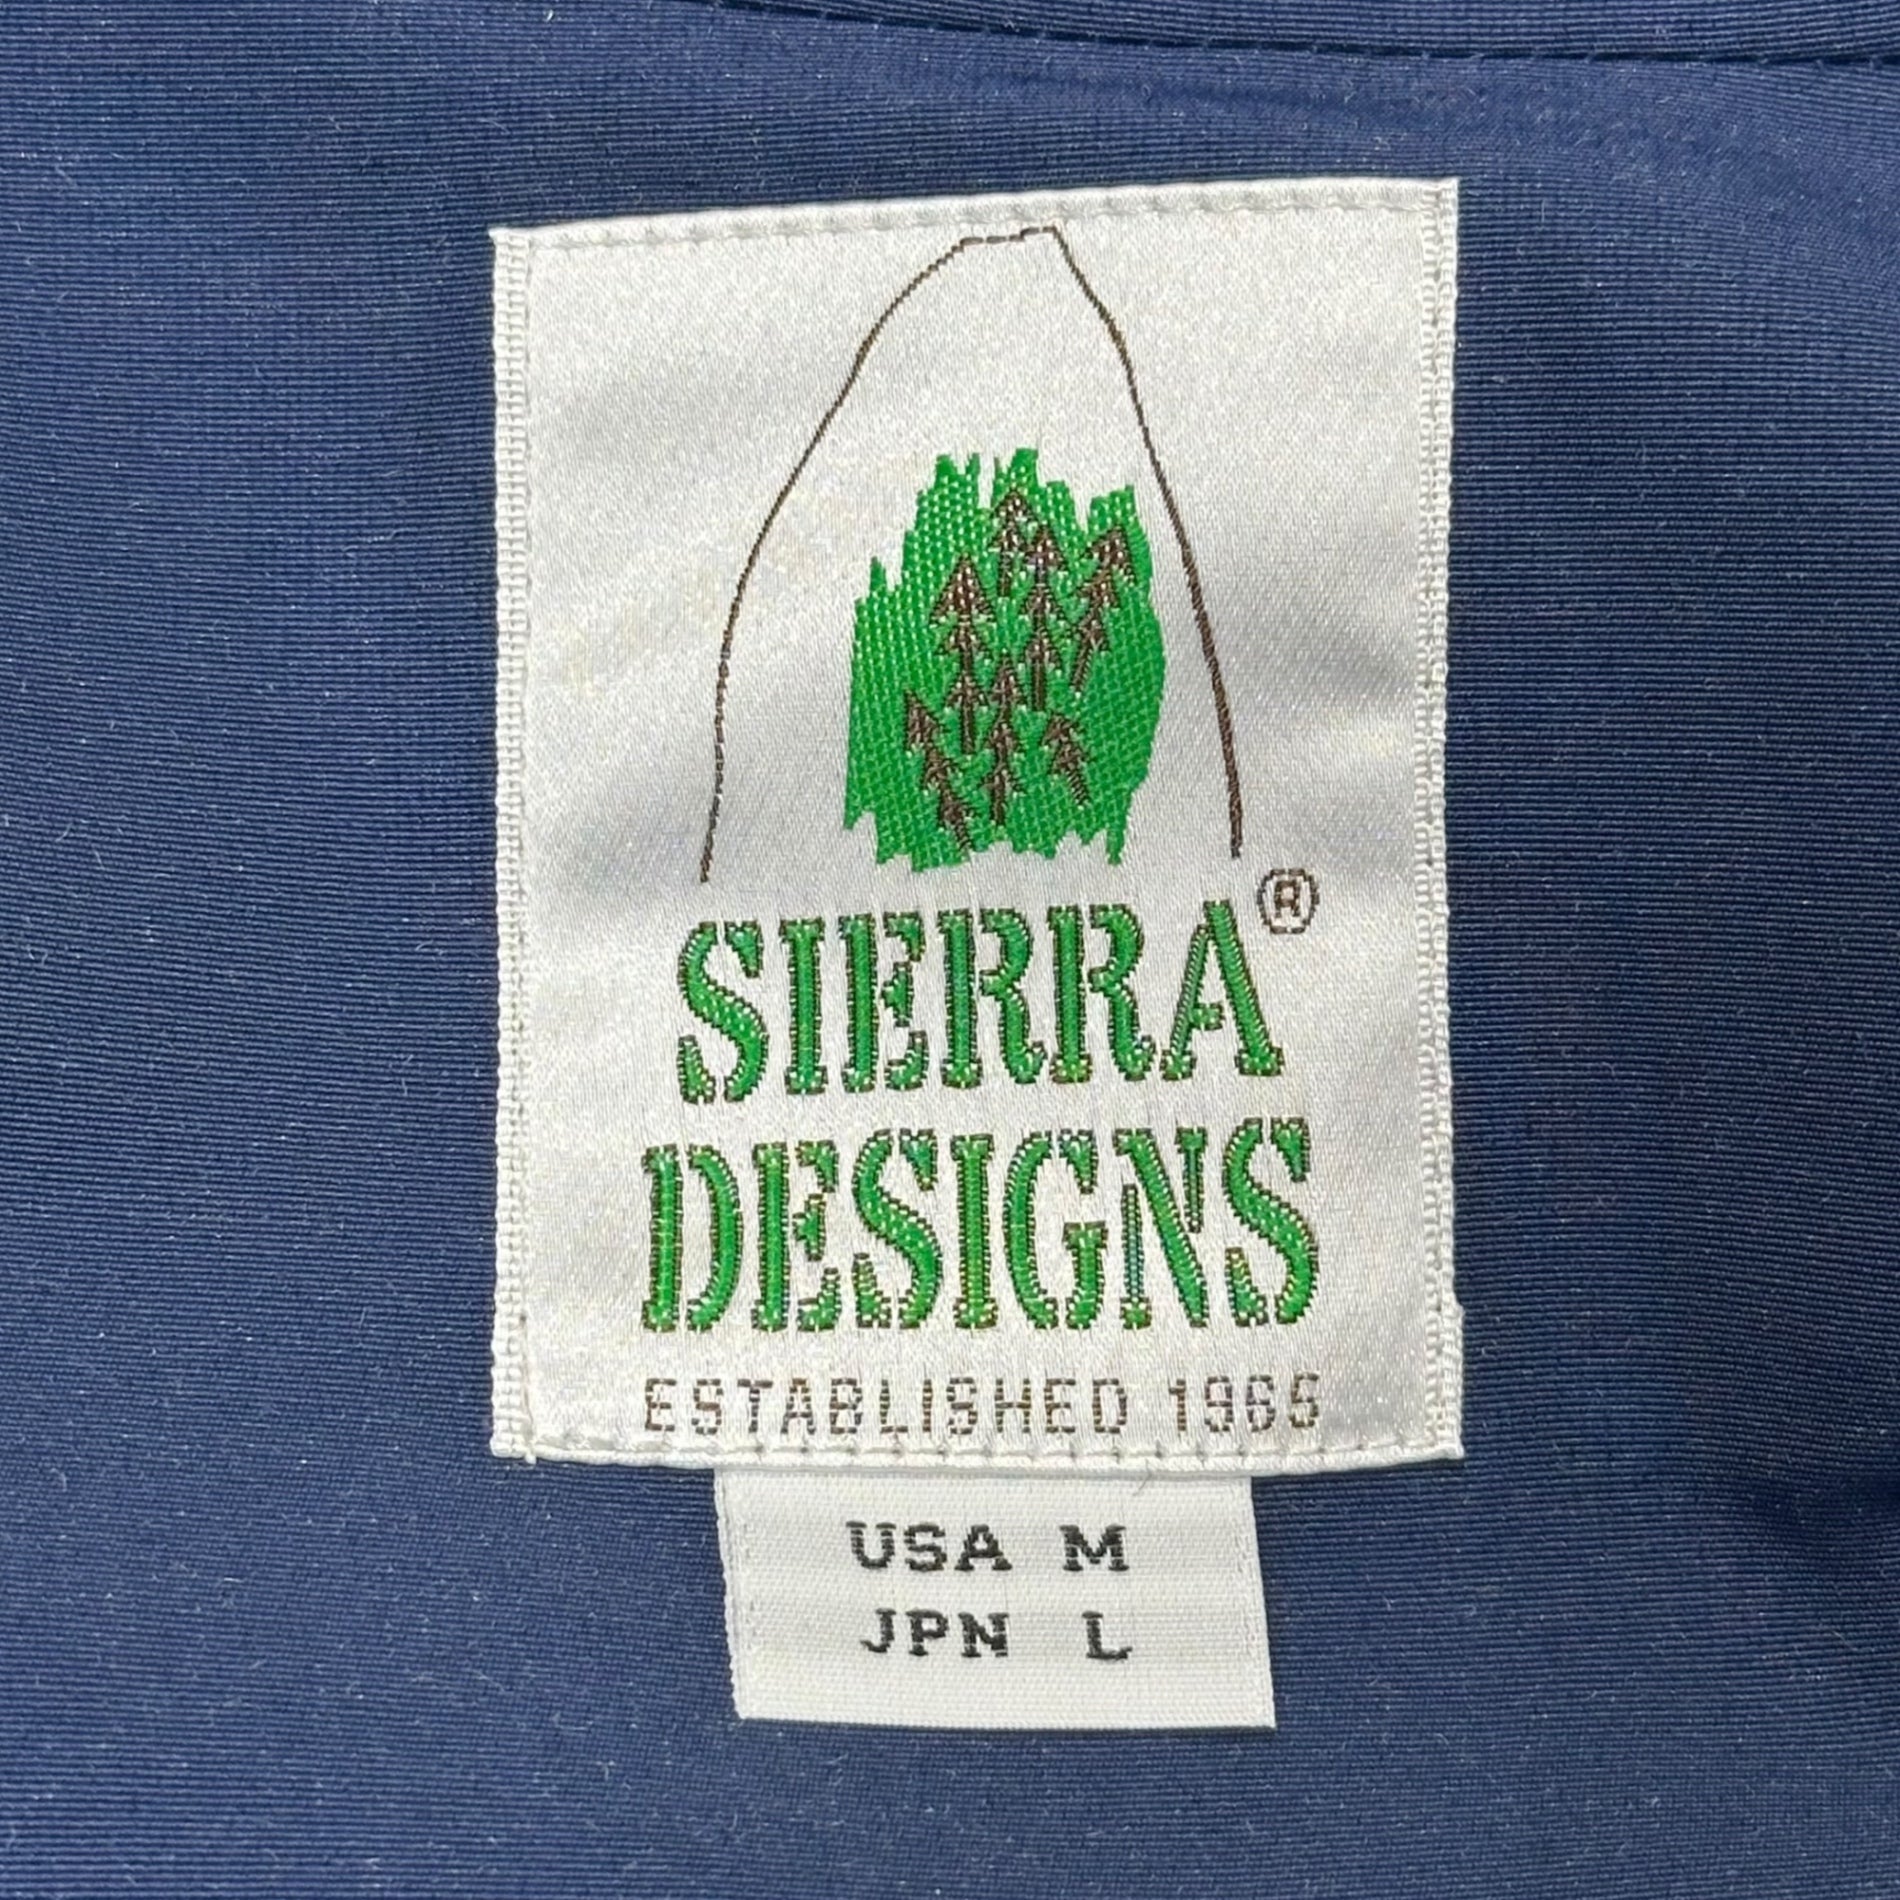 ®
SIERRA
DESIGNS
ESTABLISHED 1965
USA M
JPN L